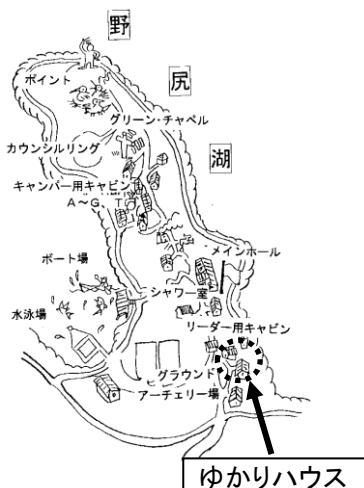 野
尻
湖
ポイント
グリーン・チャペル
カウンシルリング
キャンパー用キャビン
A～G、T
メインホール
ボート場
シャワー室
水泳場
リーダー用キャビン
グラウンド
アーチェリー場
ゆかりハウス